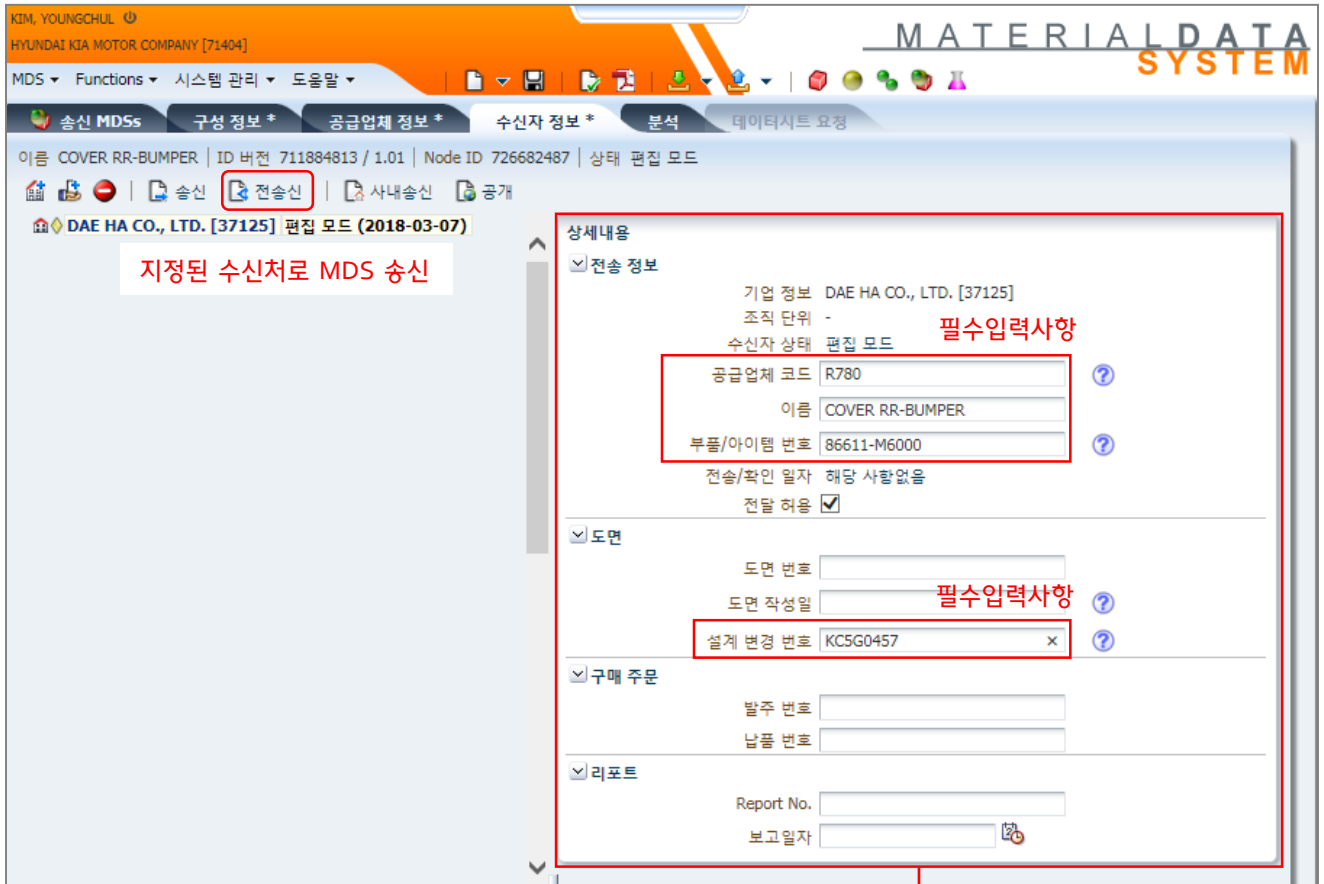 KIM, YOUNGCHUL
HYUNDAI KIA MOTOR COMPANY [71404]
MATERIAL DATA SYSTEM
MDS Functions 시스템 관리 도움말
송신 MDSs 구성 정보 * 공급업체 정보 * 수신자 정보 * 분석 데이터시트 요청
이름 COVER RR-BUMPER | ID 버전 711884813 / 1.01 | Node ID 726682487 | 상태 편집 모드
송신 전송신 | 사내송신 공개
DAE HA CO., LTD. [37125] 편집 모드 (2018-03-07)
지정된 수신처로 MDS 송신
상세내용
전송 정보
기업 정보 DAE HA CO., LTD. [37125]
조직 단위 -
필수입력사항
수신자 상태 편집 모드
공급업체 코드 R780
이름 COVER RR-BUMPER
부품/아이템 번호 86611-M6000
전송/확인 일자 해당 사항없음
전달 허용
도면
도면 번호
필수입력사항
도면 작성일
설계 변경 번호 KC5G0457 ×
구매 주문
발주 번호
납품 번호
리포트
Report No.
보고일자